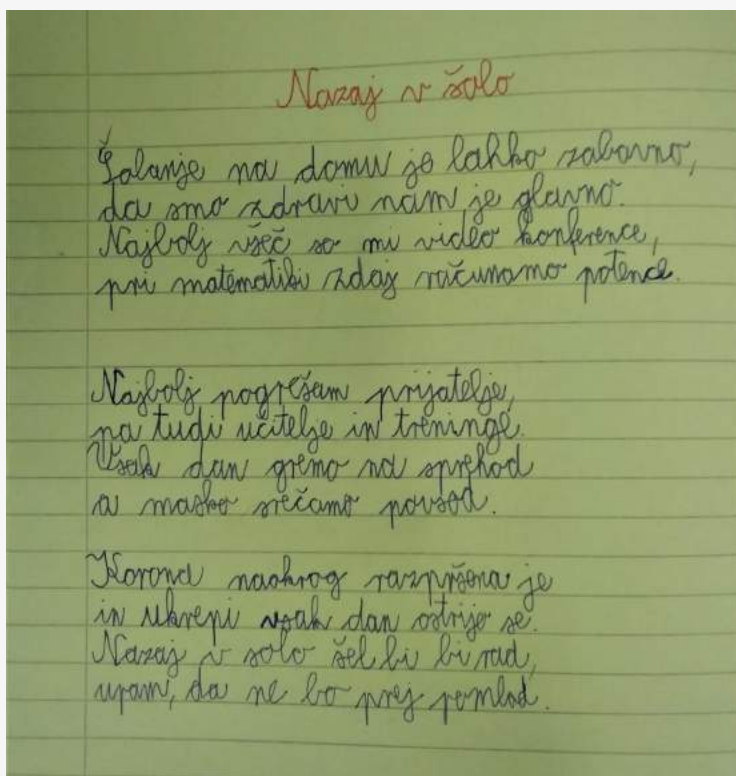 Nazaj v šolo
Šolanje na domu je lahko zabavno,
da smo zdravi nam je glavno.
Najbolj všeč so mi video konference,
pri matematiki zdaj računamo potence.
Najbolj pogrešam prijatelje,
pa tudi učitelje in treninge.
Vsak dan gremo na sprehod
a masko srečamo povsod.
Korona naokrog razpršena je
in ukrepi vsak dan ostrijo se.
Nazaj v solo šel bi bi rad,
upam, da ne bo prej pomlad.